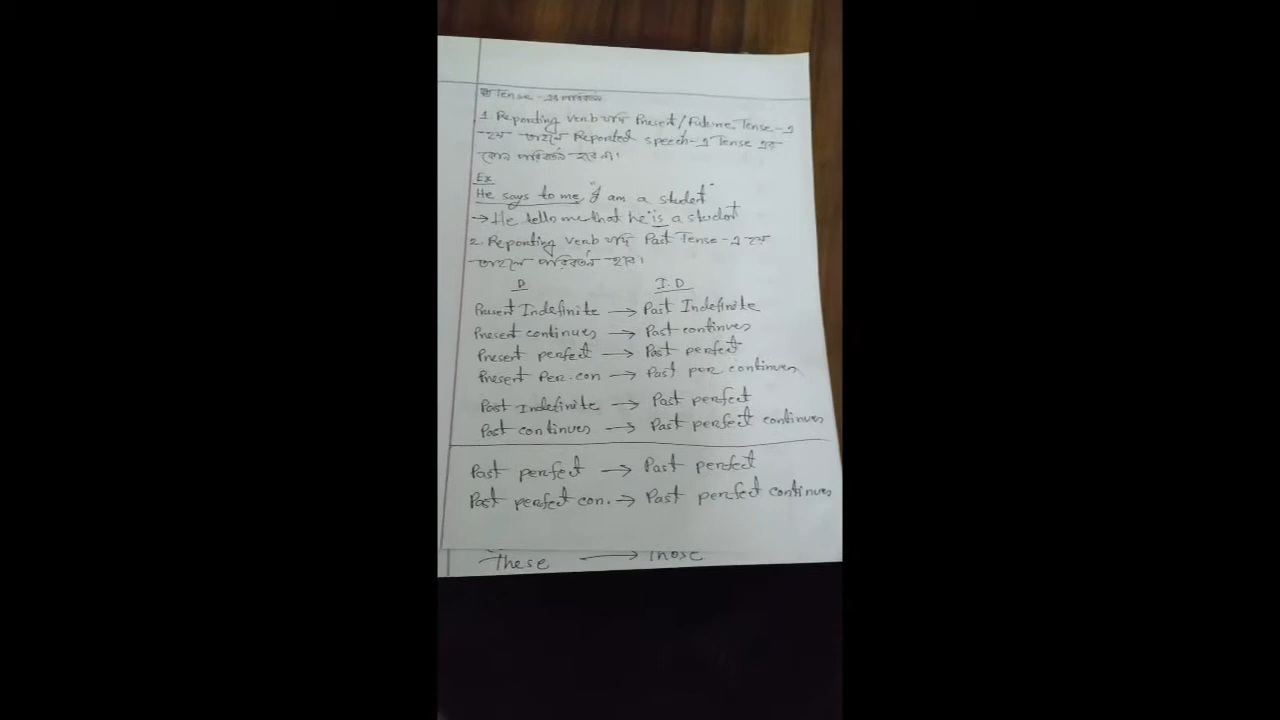 Tense-এর পরিবর্তন
1. Reporting verb যদি Present/Future Tense-এ
হয় তাহলে Reported speech-এ Tense এর
কোন পরিবর্তন হবে না।
Ex
He says to me, "I am a student"
→ He tells me that he is a student
2. Reporting verb যদি Past Tense-এ হয়
তাহলে পরিবর্তন হবে।
D I.D
Present Indefinite → Past Indefinite
Present continues → Past continues
Present perfect → Past perfect
Present Per.con → Past per continues
Past Indefinite → Past perfect
Past continues → Past perfect continues
Past perfect → Past perfect
Past perfect con. → Past perfect continues
These → Those